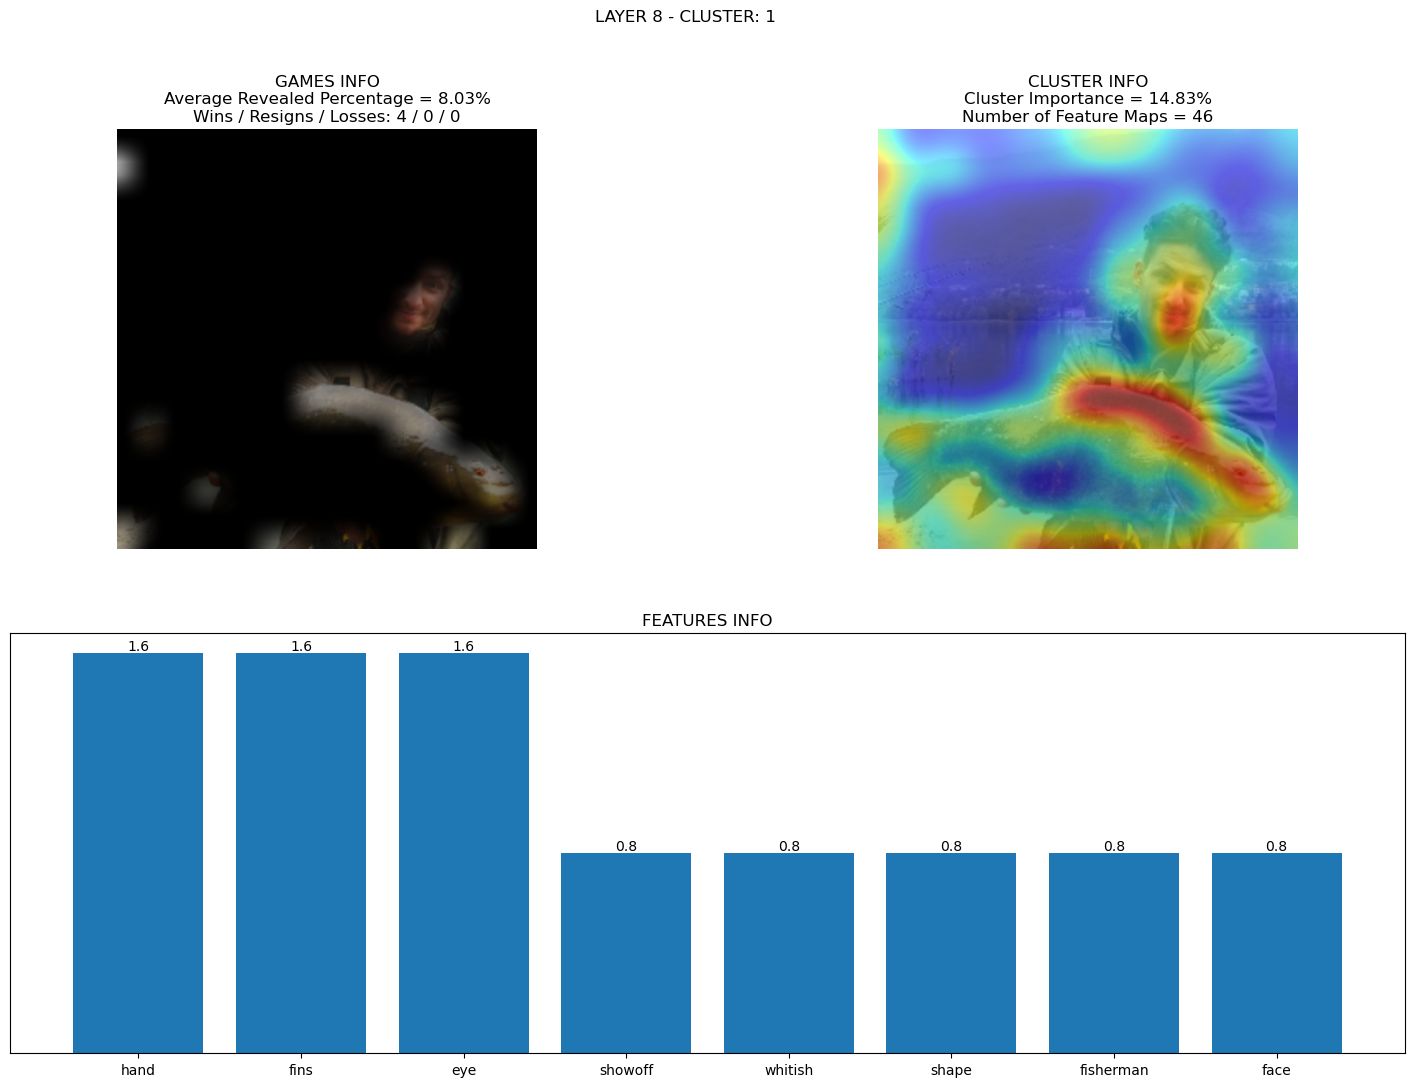 LAYER 8 - CLUSTER: 1
GAMES INFO
Average Revealed Percentage = 8.03%
Wins / Resigns / Losses: 4 / 0 / 0
CLUSTER INFO
Cluster Importance = 14.83%
Number of Feature Maps = 46
FEATURES INFO
1.6 1.6 1.6 0.8 0.8 0.8 0.8 0.8
hand fins eye showoff whitish shape fisherman face